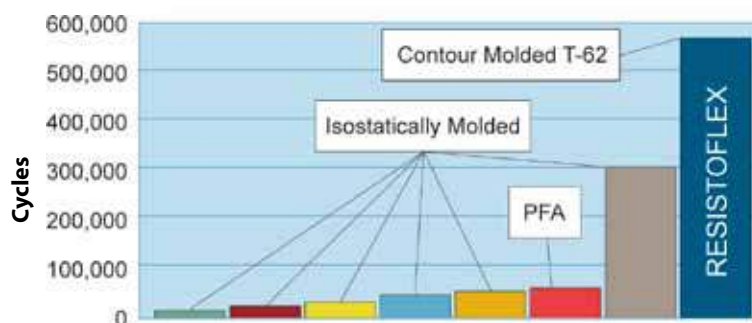 600,000
500,000
400,000
300,000
200,000
100,000
0
Cycles
Contour Molded T-62
Isostatically Molded
PFA
RESISTOFLEX